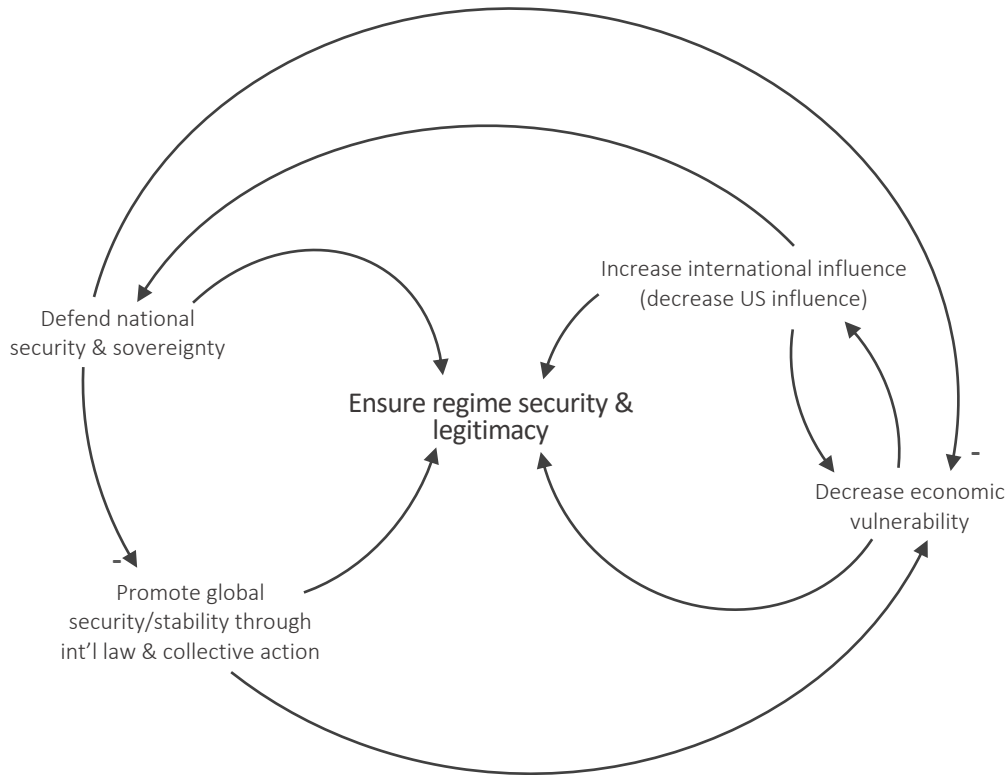 Increase international influence
(decrease US influence)
Defend national
security & sovereignty
Ensure regime security &
legitimacy
-
Decrease economic
vulnerability
-
Promote global
security/stability through
int'l law & collective action